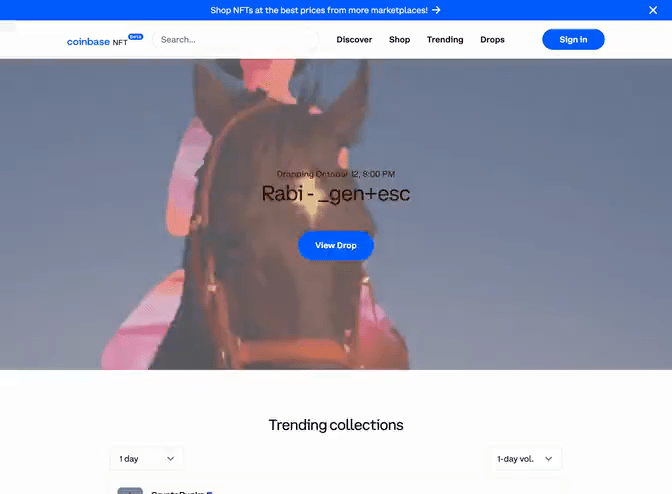 Shop NFTs at the best prices from more marketplaces! →
coinbase NFT beta
Search...
Discover
Shop
Trending
Drops
Sign in
Dropping October 12, 8:00 PM
Rabi - _gen+esc
View Drop
Trending collections
1 day
1-day vol.
CryptoPunks